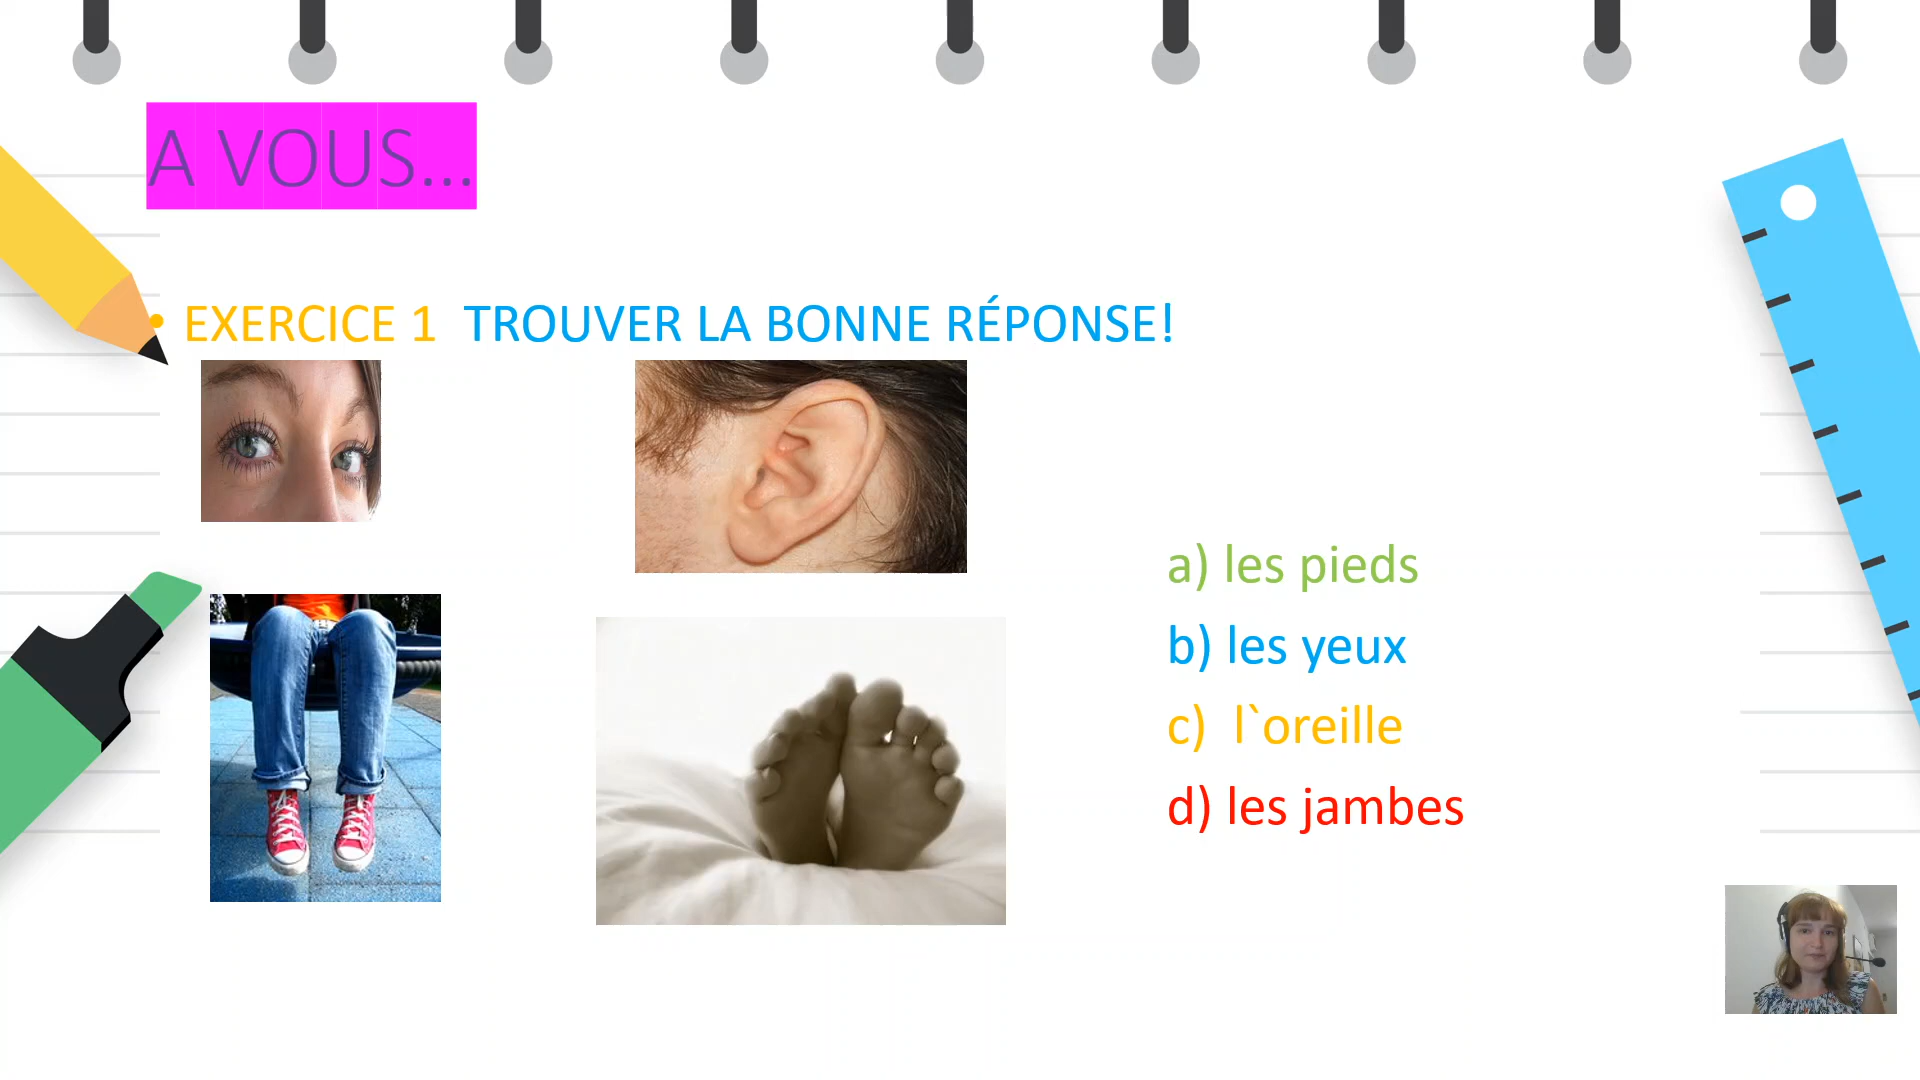 A VOUS...
• EXERCICE 1 TROUVER LA BONNE RÉPONSE!
a) les pieds
b) les yeux
c) l`oreille
d) les jambes